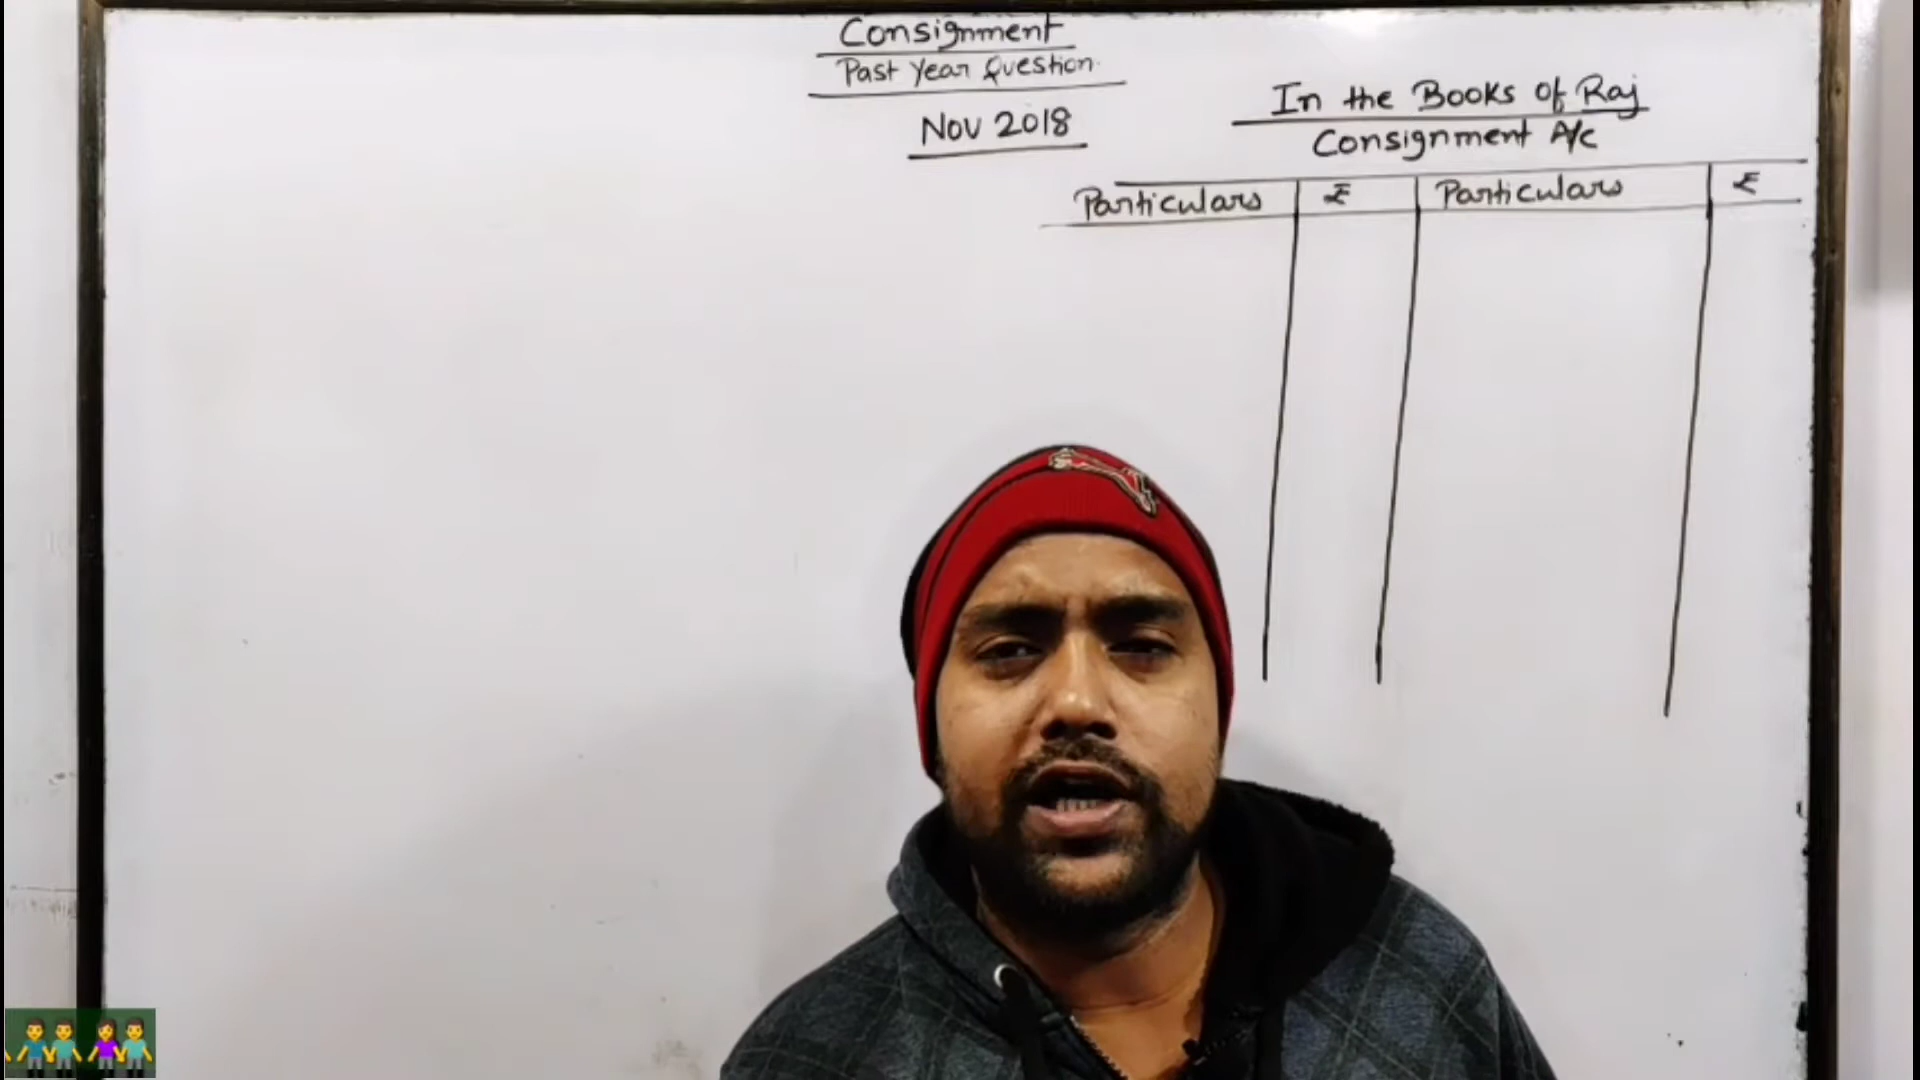 Consignment
Past Year Question.
Nov 2018
In the Books of Raj
Consignment A/c
Particulars ₹ Particulars ₹